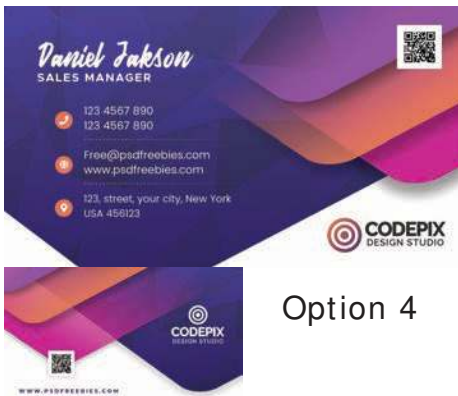 Daniel Jakson
SALES MANAGER
123 4567 890
123 4567 890
Free@psdfreebies.com
www.psdfreebies.com
123, street, your city, New York
USA 456123
CODEPIX
DESIGN STUDIO
CODEPIX
DESIGN STUDIO
WWW.PSDFREEBIES.COM
Option 4